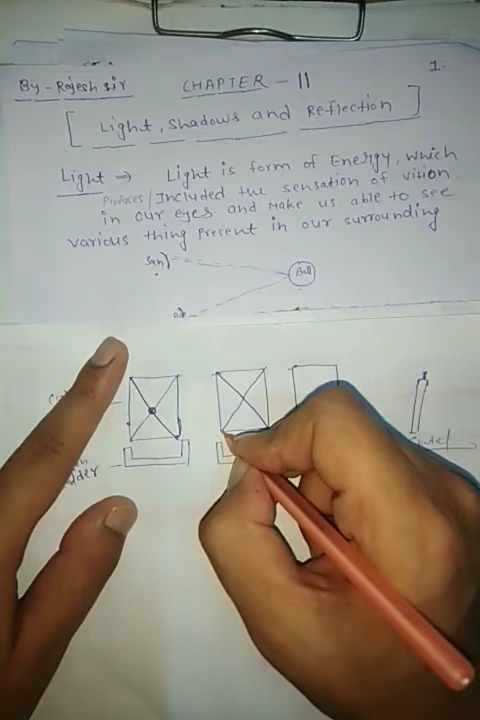 1.
By - Rajesh sir CHAPTER - 11
[ Light, Shadows and Reflection ]
Light ⇒ Light is form of Energy, which
Produces / Included the sensation of vision
in our eyes and make us able to see
various thing present in our surrounding
Sun
Ball